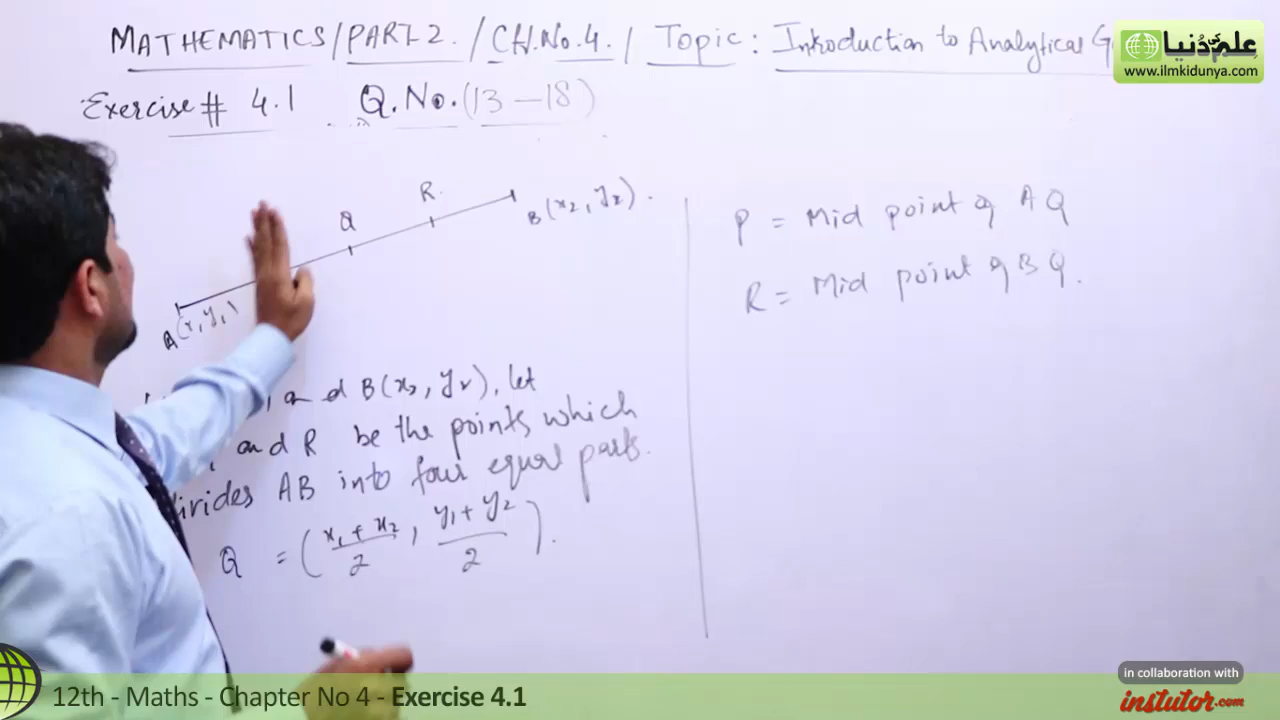 MATHEMATICS/PART-2 /CH.No.4. / Topic: Introduction to Analytical
علم کی دُنیا
www.ilmkidunya.com
Exercise # 4.1 Q.No.(13-18)
R
Q
B(x₂, y₂).
A(x₁, y₁)
P = Mid point of AQ
R = Mid point of BQ.
and B(x₂, y₂), let
and R be the points which
divides AB into four equal parts.
Q = (x₁ + x₂/2, y₁ + y₂/2).
in collaboration with
instutor.com
12th - Maths - Chapter No 4 - Exercise 4.1